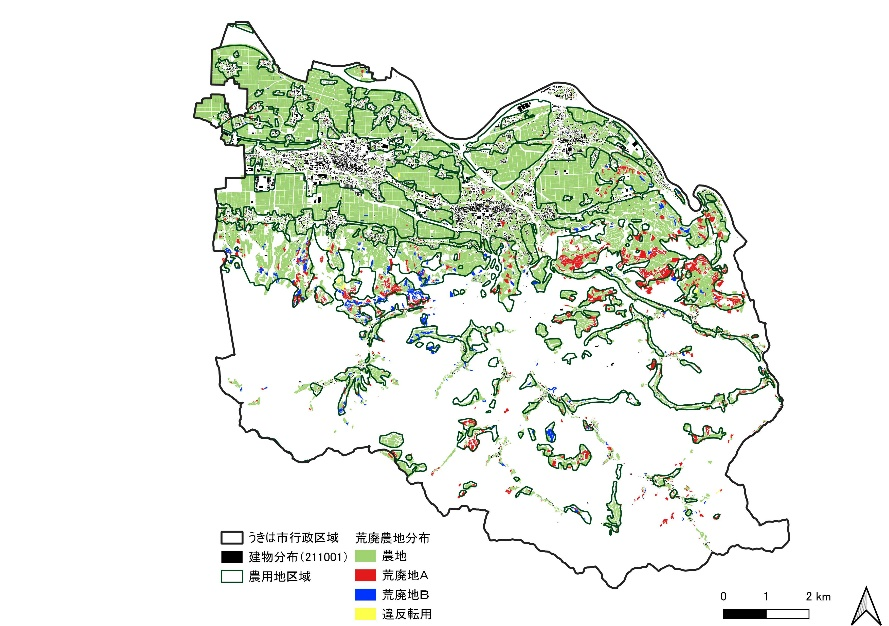 うきは市行政区域
建物分布(211001)
農用地区域
荒廃農地分布
農地
荒廃地A
荒廃地B
違反転用
0 1 2 km